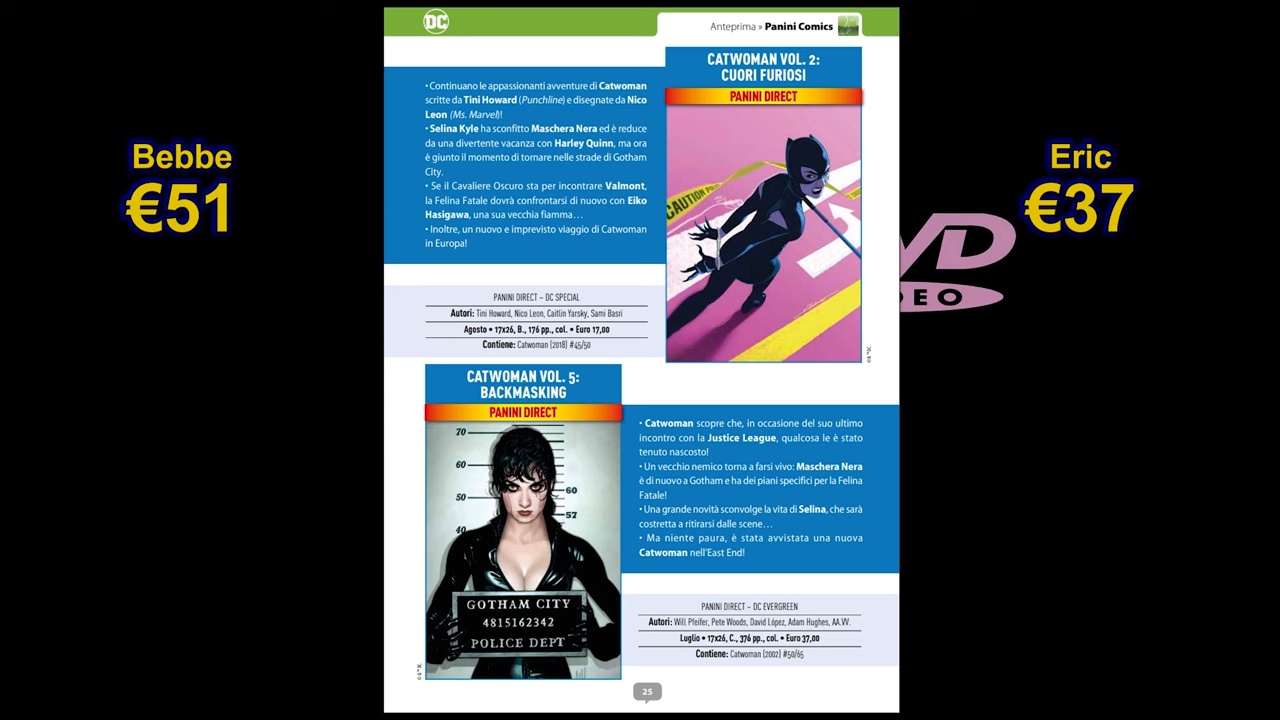 DC
Anteprima » Panini Comics
25
CATWOMAN VOL. 2:
CUORI FURIOSI
PANINI DIRECT
• Continuano le appassionanti avventure di Catwoman
scritte da Tini Howard (Punchline) e disegnate da Nico
Leon (Ms. Marvel)!
• Selina Kyle ha sconfitto Maschera Nera ed è reduce
da una divertente vacanza con Harley Quinn, ma ora
è giunto il momento di tornare nelle strade di Gotham
City.
• Se il Cavaliere Oscuro sta per incontrare Valmont,
la Felina Fatale dovrà confrontarsi di nuovo con Eiko
Hasigawa, una sua vecchia fiamma…
• Inoltre, un nuovo e imprevisto viaggio di Catwoman
in Europa!
CAUTION
Bebbe
€51
Eric
€37
PANINI DIRECT – DC SPECIAL
Autori: Tini Howard, Nico Leon, Caitlin Yarsky, Sami Basri
Agosto • 17x26, B., 176 pp., col. • Euro 17,00
Contiene: Catwoman (2018) #45/50
CATWOMAN VOL. 5:
BACKMASKING
PANINI DIRECT
70
60
50
40
60
57
GOTHAM CITY
4815162342
POLICE DEPT
• Catwoman scopre che, in occasione del suo ultimo
incontro con la Justice League, qualcosa le è stato
tenuto nascosto!
• Un vecchio nemico torna a farsi vivo: Maschera Nera
è di nuovo a Gotham e ha dei piani specifici per la Felina
Fatale!
• Una grande novità sconvolge la vita di Selina, che sarà
costretta a ritirarsi dalle scene…
• Ma niente paura, è stata avvistata una nuova
Catwoman nell'East End!
PANINI DIRECT – DC EVERGREEN
Autori: Will Pfeifer, Pete Woods, David López, Adam Hughes, AA.VV.
Luglio • 17x26, C., 376 pp., col. • Euro 37,00
Contiene: Catwoman (2002) #50/65
25